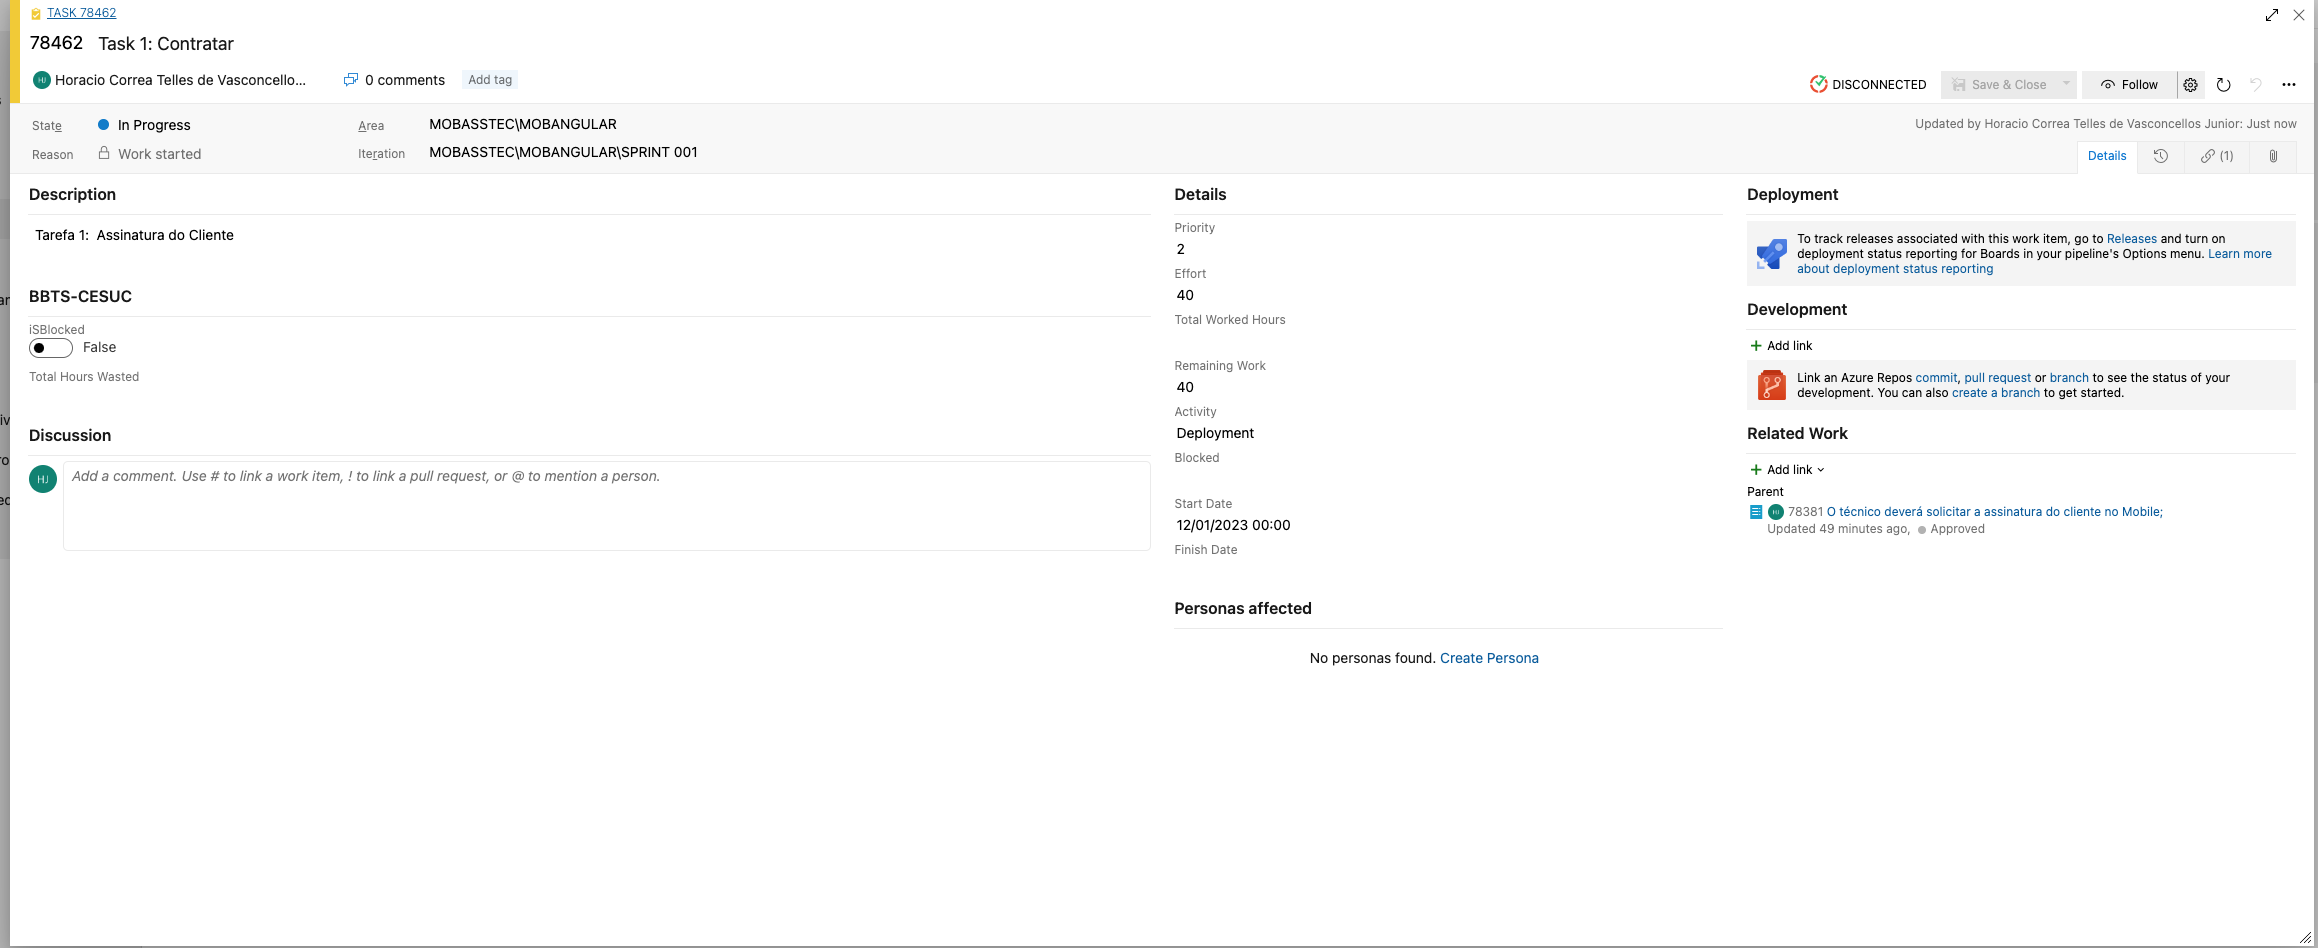 TASK 78462
78462 Task 1: Contratar
HJ Horacio Correa Telles de Vasconcello... 0 comments Add tag
DISCONNECTED Save & Close Follow
State In Progress
Area MOBASSTEC\MOBANGULAR
Updated by Horacio Correa Telles de Vasconcellos Junior: Just now
Reason Work started
Iteration MOBASSTEC\MOBANGULAR\SPRINT 001
Details (1)
Description
Tarefa 1: Assinatura do Cliente
BBTS-CESUC
iSBlocked
False
Total Hours Wasted
Discussion
HJ
Add a comment. Use # to link a work item, ! to link a pull request, or @ to mention a person.
Details
Priority
2
Effort
40
Total Worked Hours
Remaining Work
40
Activity
Deployment
Blocked
Start Date
12/01/2023 00:00
Finish Date
Personas affected
No personas found. Create Persona
Deployment
To track releases associated with this work item, go to Releases and turn on
deployment status reporting for Boards in your pipeline's Options menu. Learn more
about deployment status reporting
Development
Add link
Link an Azure Repos commit, pull request or branch to see the status of your
development. You can also create a branch to get started.
Related Work
Add link
Parent
HJ 78381 O técnico deverá solicitar a assinatura do cliente no Mobile;
Updated 49 minutes ago, Approved